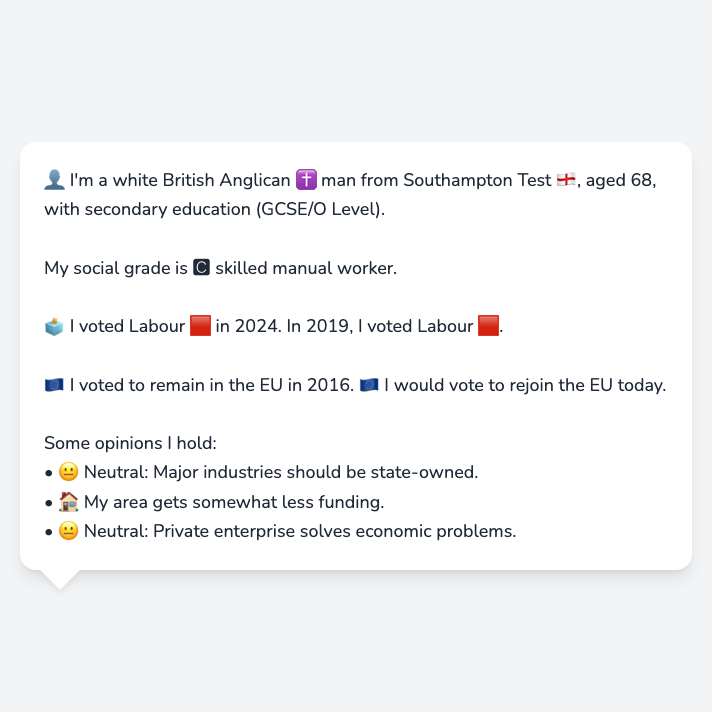 👤 I'm a white British Anglican ✝️ man from Southampton Test 🏴󠁧󠁢󠁥󠁮󠁧󠁿, aged 68,
with secondary education (GCSE/O Level).
My social grade is 🅲 skilled manual worker.
🗳️ I voted Labour 🟥 in 2024. In 2019, I voted Labour 🟥.
🇪🇺 I voted to remain in the EU in 2016. 🇪🇺 I would vote to rejoin the EU today.
Some opinions I hold:
• 😐 Neutral: Major industries should be state-owned.
• 🏠 My area gets somewhat less funding.
• 😐 Neutral: Private enterprise solves economic problems.